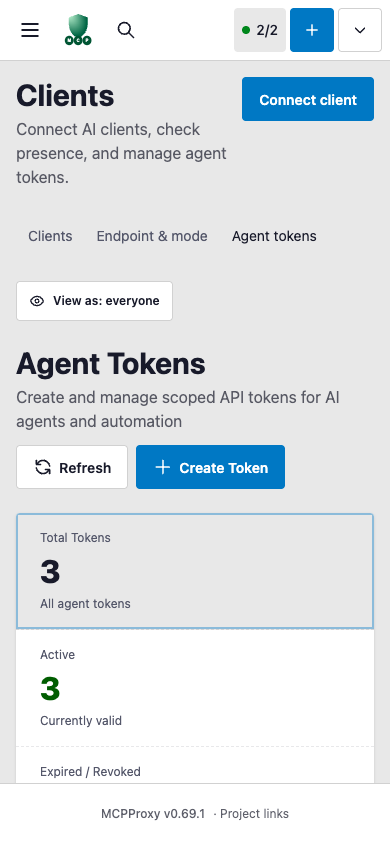 MCP
2/2
Clients
Connect client
Connect AI clients, check
presence, and manage agent
tokens.
Clients
Endpoint & mode
Agent tokens
View as: everyone
Agent Tokens
Create and manage scoped API tokens for AI
agents and automation
Refresh
Create Token
Total Tokens
3
All agent tokens
Active
3
Currently valid
Expired / Revoked
MCPProxy v0.69.1 · Project links